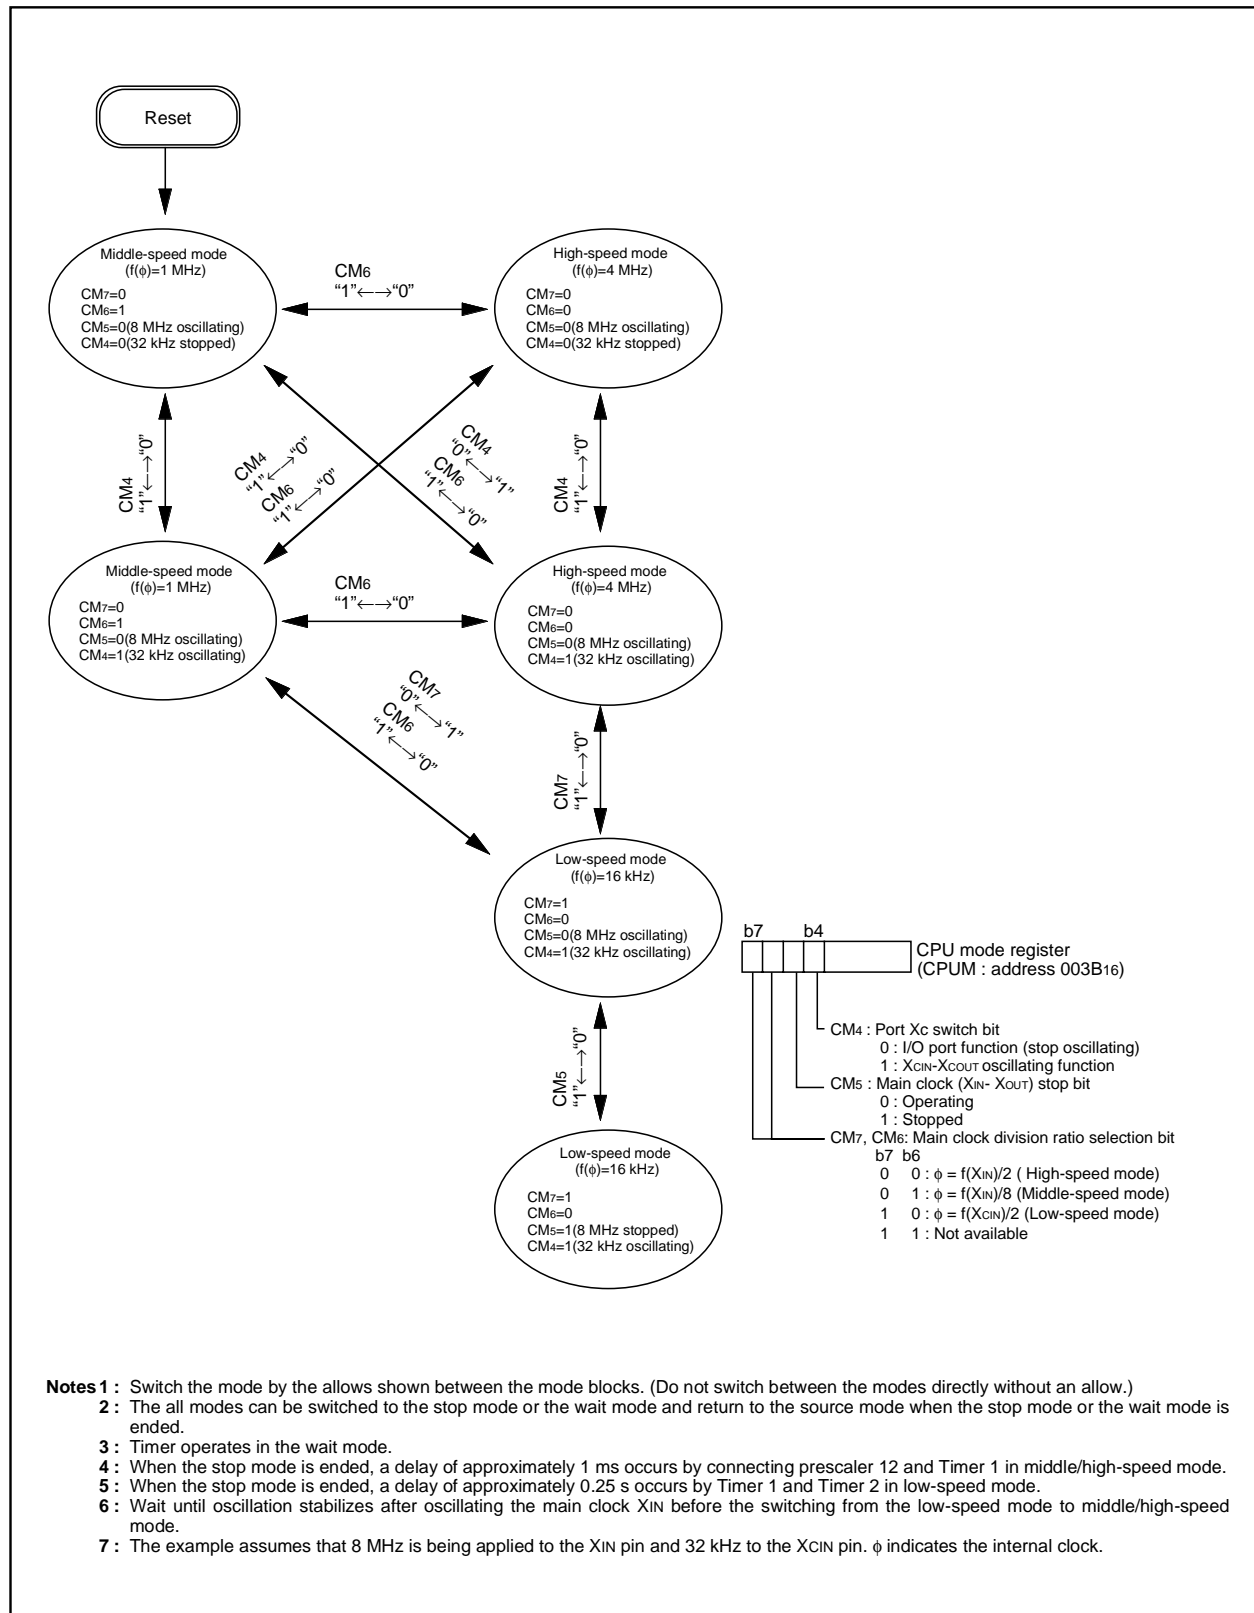 Reset
Middle-speed mode
(f(ϕ)=1 MHz)
CM7=0
CM6=1
CM5=0(8 MHz oscillating)
CM4=0(32 kHz stopped)
CM6
“1”←→“0”
High-speed mode
(f(ϕ)=4 MHz)
CM7=0
CM6=0
CM5=0(8 MHz oscillating)
CM4=0(32 kHz stopped)
CM4
“1”←→“0”
CM4
“1”←→“0”
CM6
“1”←→“0”
CM4
“0”←→“1”
CM6
“1”←→“0”
CM4
“1”←→“0”
Middle-speed mode
(f(ϕ)=1 MHz)
CM7=0
CM6=1
CM5=0(8 MHz oscillating)
CM4=1(32 kHz oscillating)
CM6
“1”←→“0”
High-speed mode
(f(ϕ)=4 MHz)
CM7=0
CM6=0
CM5=0(8 MHz oscillating)
CM4=1(32 kHz oscillating)
CM7
“0”←→“1”
CM6
“1”←→“0”
CM7
“1”←→“0”
Low-speed mode
(f(ϕ)=16 kHz)
CM7=1
CM6=0
CM5=0(8 MHz oscillating)
CM4=1(32 kHz oscillating)
CM5
“1”←→“0”
Low-speed mode
(f(ϕ)=16 kHz)
CM7=1
CM6=0
CM5=1(8 MHz stopped)
CM4=1(32 kHz oscillating)
b7 b4
CPU mode register
(CPUM : address 003B16)
CM4 : Port Xc switch bit
0 : I/O port function (stop oscillating)
1 : XCIN-XCOUT oscillating function
CM5 : Main clock (XIN- XOUT) stop bit
0 : Operating
1 : Stopped
CM7, CM6: Main clock division ratio selection bit
b7 b6
0 0 : ϕ = f(XIN)/2 ( High-speed mode)
0 1 : ϕ = f(XIN)/8 (Middle-speed mode)
1 0 : ϕ = f(XCIN)/2 (Low-speed mode)
1 1 : Not available
Notes 1 : Switch the mode by the allows shown between the mode blocks. (Do not switch between the modes directly without an allow.)
2 : The all modes can be switched to the stop mode or the wait mode and return to the source mode when the stop mode or the wait mode is
ended.
3 : Timer operates in the wait mode.
4 : When the stop mode is ended, a delay of approximately 1 ms occurs by connecting prescaler 12 and Timer 1 in middle/high-speed mode.
5 : When the stop mode is ended, a delay of approximately 0.25 s occurs by Timer 1 and Timer 2 in low-speed mode.
6 : Wait until oscillation stabilizes after oscillating the main clock XIN before the switching from the low-speed mode to middle/high-speed
mode.
7 : The example assumes that 8 MHz is being applied to the XIN pin and 32 kHz to the XCIN pin. ϕ indicates the internal clock.